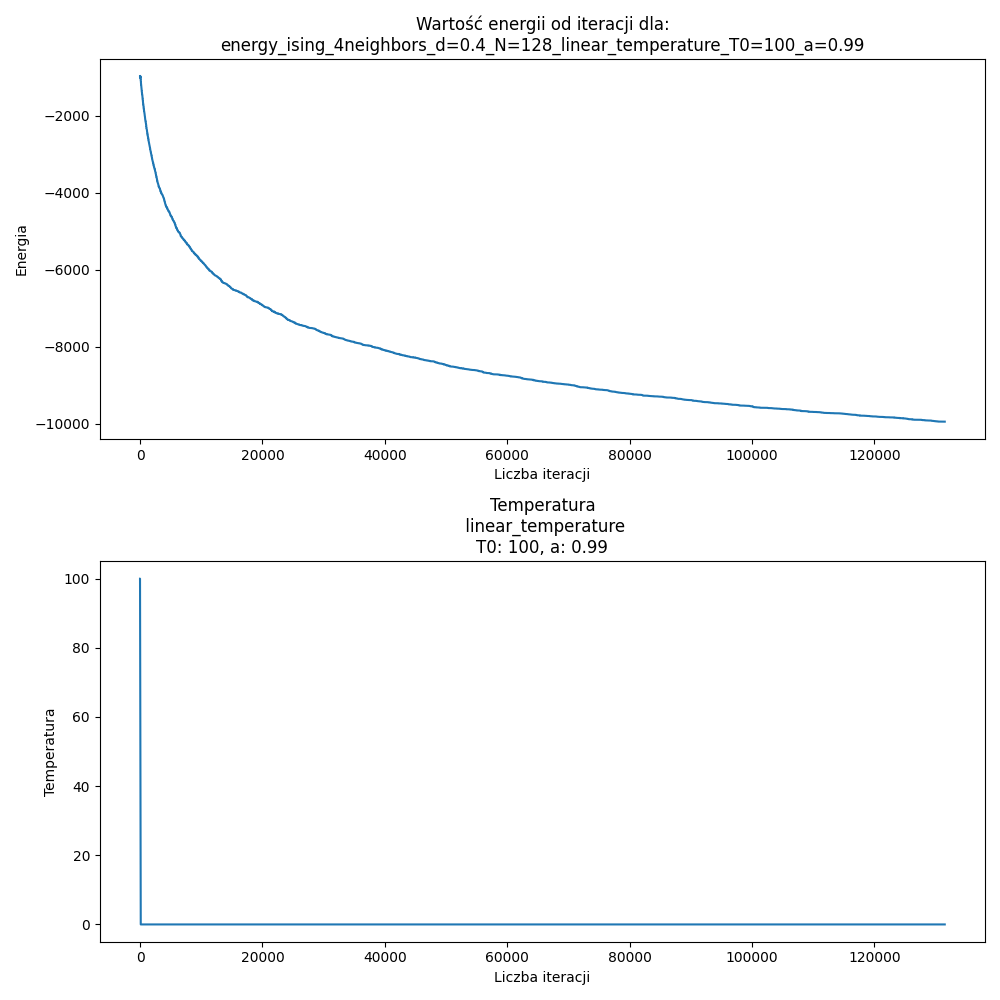 Wartość energii od iteracji dla:
energy_ising_4neighbors_d=0.4_N=128_linear_temperature_T0=100_a=0.99
−2000
−4000
−6000
−8000
−10000
Energia
0 20000 40000 60000 80000 100000 120000
Liczba iteracji
Temperatura
linear_temperature
T0: 100, a: 0.99
100
80
60
40
20
0
Temperatura
0 20000 40000 60000 80000 100000 120000
Liczba iteracji